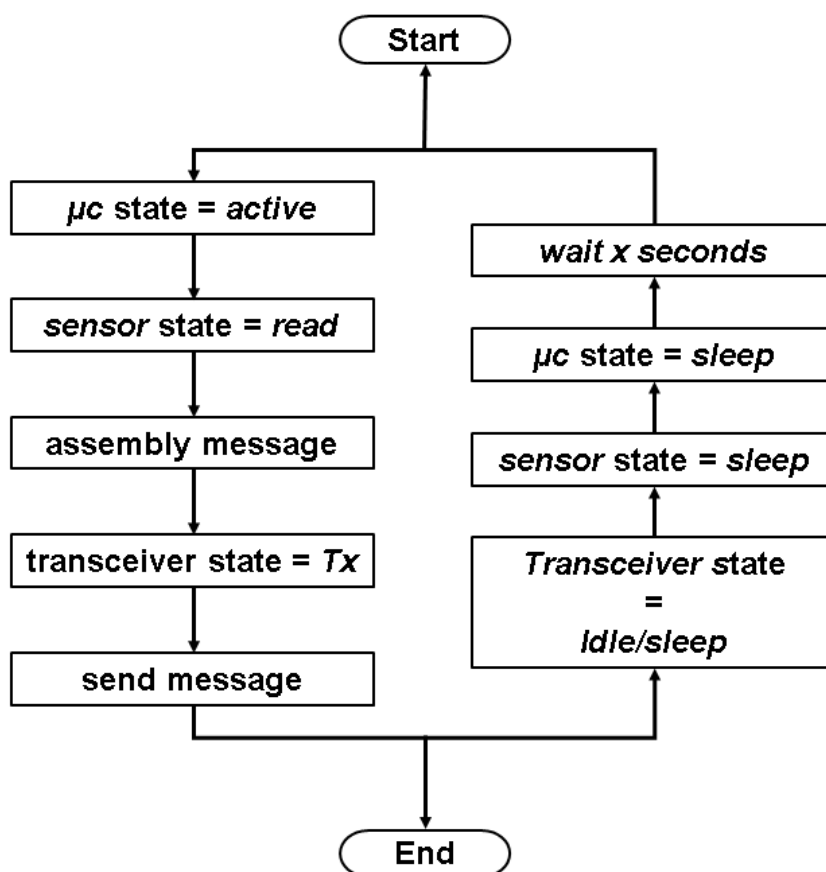 Start
µc state = active
sensor state = read
assembly message
transceiver state = Tx
send message
wait x seconds
µc state = sleep
sensor state = sleep
Transceiver state
=
Idle/sleep
End